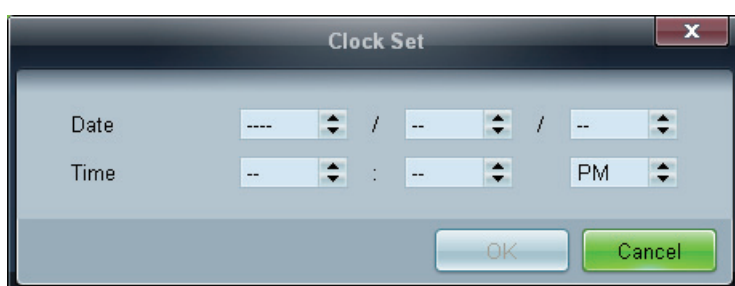 Clock Set
x
Date ---- / -- / --
Time -- : -- PM
OK Cancel